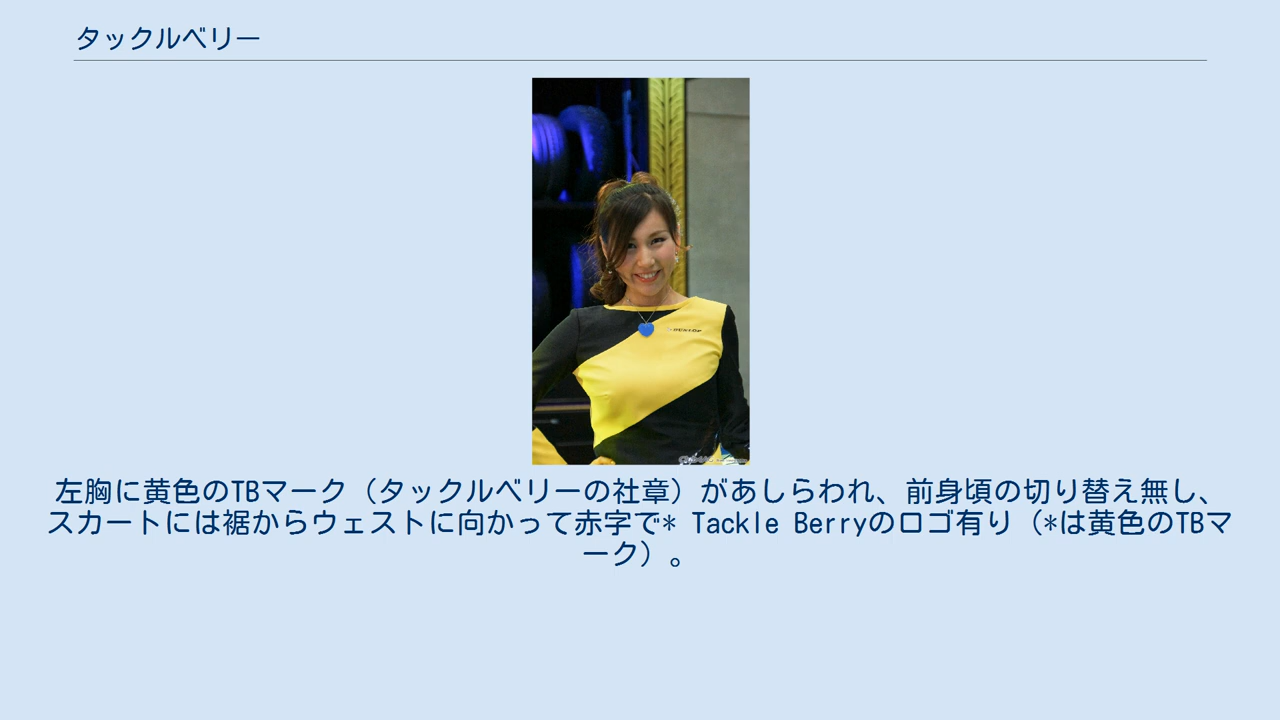 タックルベリー
DUNLOP
左胸に黄色のTBマーク（タックルベリーの社章）があしらわれ、前身頃の切り替え無し、
スカートには裾からウェストに向かって赤字で* Tackle Berryのロゴ有り（*は黄色のTBマ
ーク）。